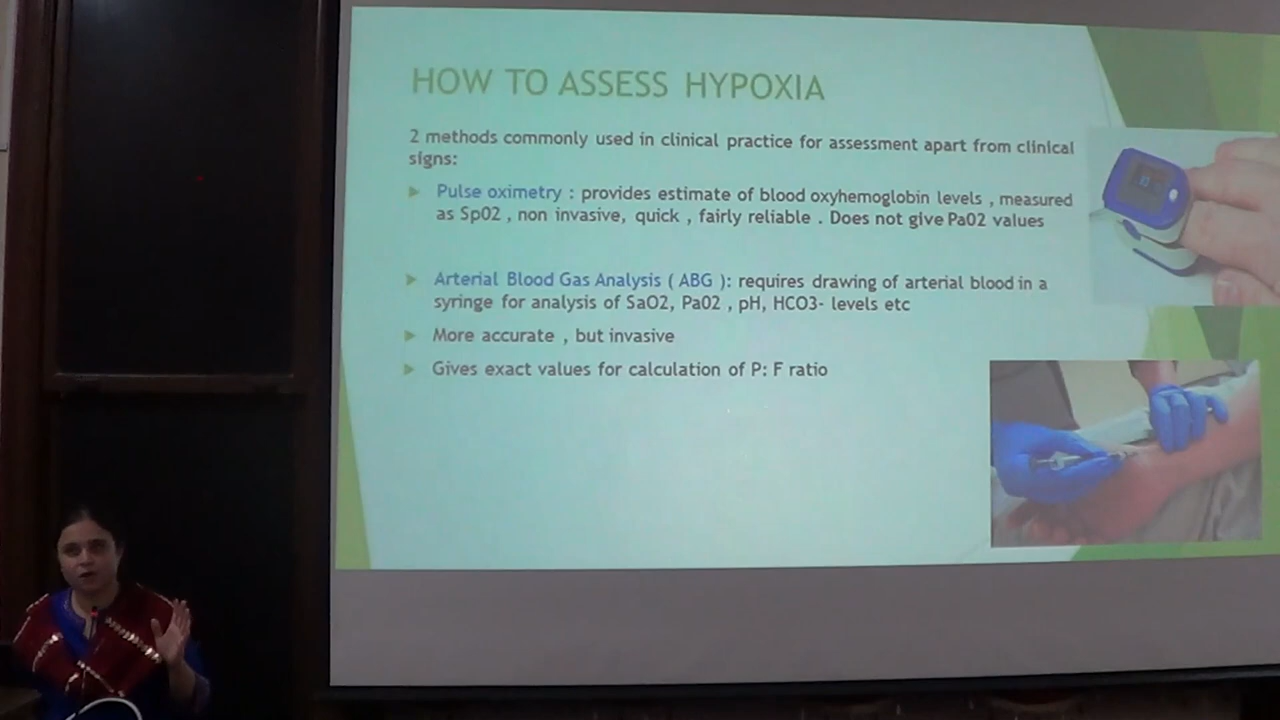 HOW TO ASSESS HYPOXIA
2 methods commonly used in clinical practice for assessment apart from clinical
signs:
Pulse oximetry : provides estimate of blood oxyhemoglobin levels , measured
as Sp02 , non invasive, quick , fairly reliable . Does not give Pa02 values
Arterial Blood Gas Analysis ( ABG ): requires drawing of arterial blood in a
syringe for analysis of SaO2, Pa02 , pH, HCO3- levels etc
More accurate , but invasive
Gives exact values for calculation of P: F ratio